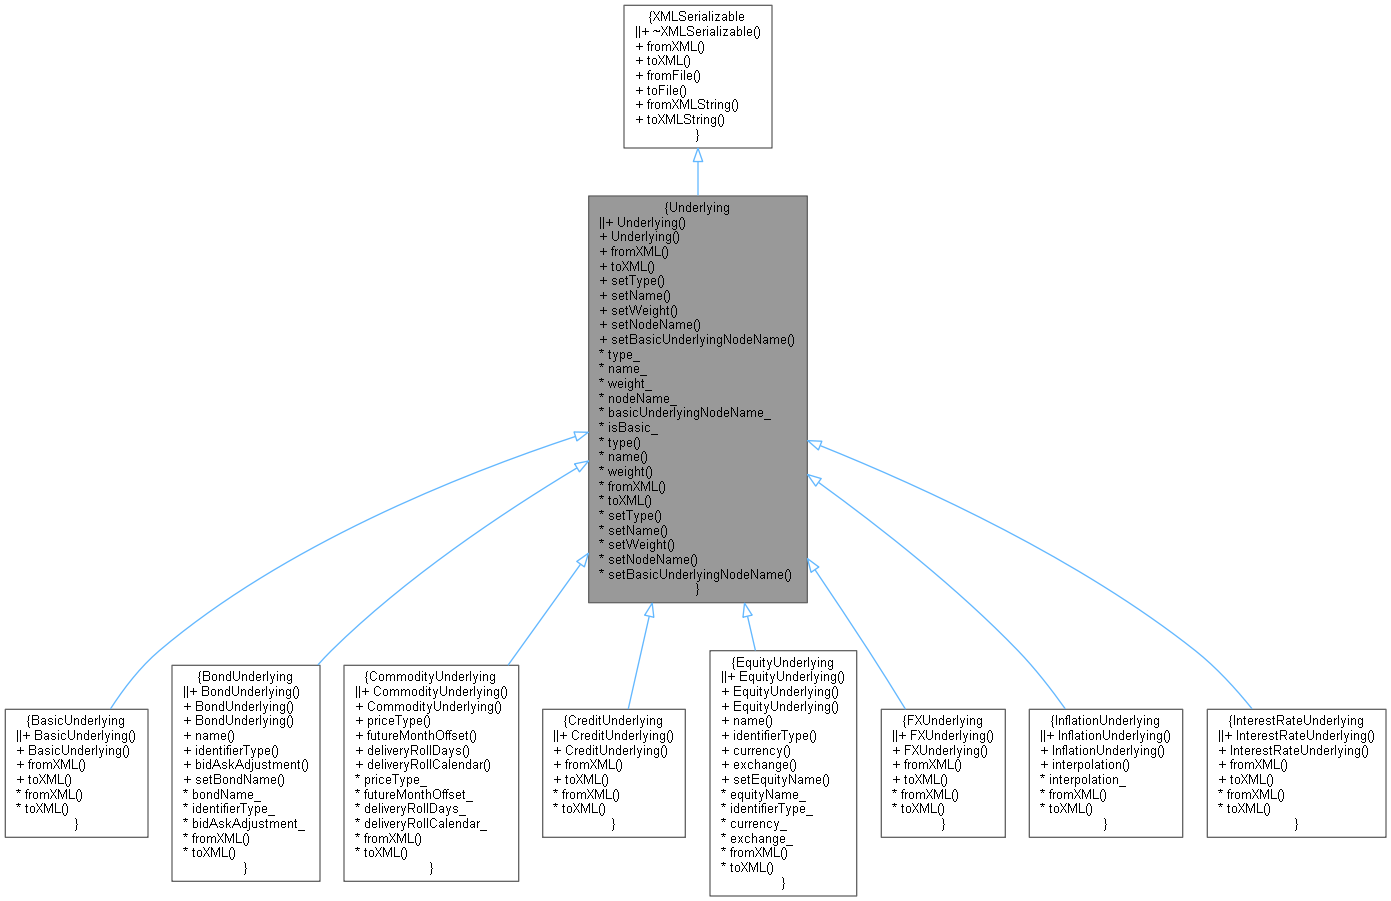 {XMLSerializable
||+ ~XMLSerializable()
+ fromXML()
+ toXML()
+ fromFile()
+ toFile()
+ fromXMLString()
+ toXMLString()
}
{Underlying
||+ Underlying()
+ Underlying()
+ fromXML()
+ toXML()
+ setType()
+ setName()
+ setWeight()
+ setNodeName()
+ setBasicUnderlyingNodeName()
* type_
* name_
* weight_
* nodeName_
* basicUnderlyingNodeName_
* isBasic_
* type()
* name()
* weight()
* fromXML()
* toXML()
* setType()
* setName()
* setWeight()
* setNodeName()
* setBasicUnderlyingNodeName()
}
{BasicUnderlying
||+ BasicUnderlying()
+ BasicUnderlying()
+ fromXML()
+ toXML()
* fromXML()
* toXML()
}
{BondUnderlying
||+ BondUnderlying()
+ BondUnderlying()
+ BondUnderlying()
+ name()
+ identifierType()
+ bidAskAdjustment()
+ setBondName()
* bondName_
* identifierType_
* bidAskAdjustment_
* fromXML()
* toXML()
}
{CommodityUnderlying
||+ CommodityUnderlying()
+ CommodityUnderlying()
+ priceType()
+ futureMonthOffset()
+ deliveryRollDays()
+ deliveryRollCalendar()
* priceType_
* futureMonthOffset_
* deliveryRollDays_
* deliveryRollCalendar_
* fromXML()
* toXML()
}
{CreditUnderlying
||+ CreditUnderlying()
+ CreditUnderlying()
+ fromXML()
+ toXML()
* fromXML()
* toXML()
}
{EquityUnderlying
||+ EquityUnderlying()
+ EquityUnderlying()
+ EquityUnderlying()
+ name()
+ identifierType()
+ currency()
+ exchange()
+ setEquityName()
* equityName_
* identifierType_
* currency_
* exchange_
* fromXML()
* toXML()
}
{FXUnderlying
||+ FXUnderlying()
+ FXUnderlying()
+ fromXML()
+ toXML()
* fromXML()
* toXML()
}
{InflationUnderlying
||+ InflationUnderlying()
+ InflationUnderlying()
+ interpolation()
* interpolation_
* fromXML()
* toXML()
}
{InterestRateUnderlying
||+ InterestRateUnderlying()
+ InterestRateUnderlying()
+ fromXML()
+ toXML()
* fromXML()
* toXML()
}